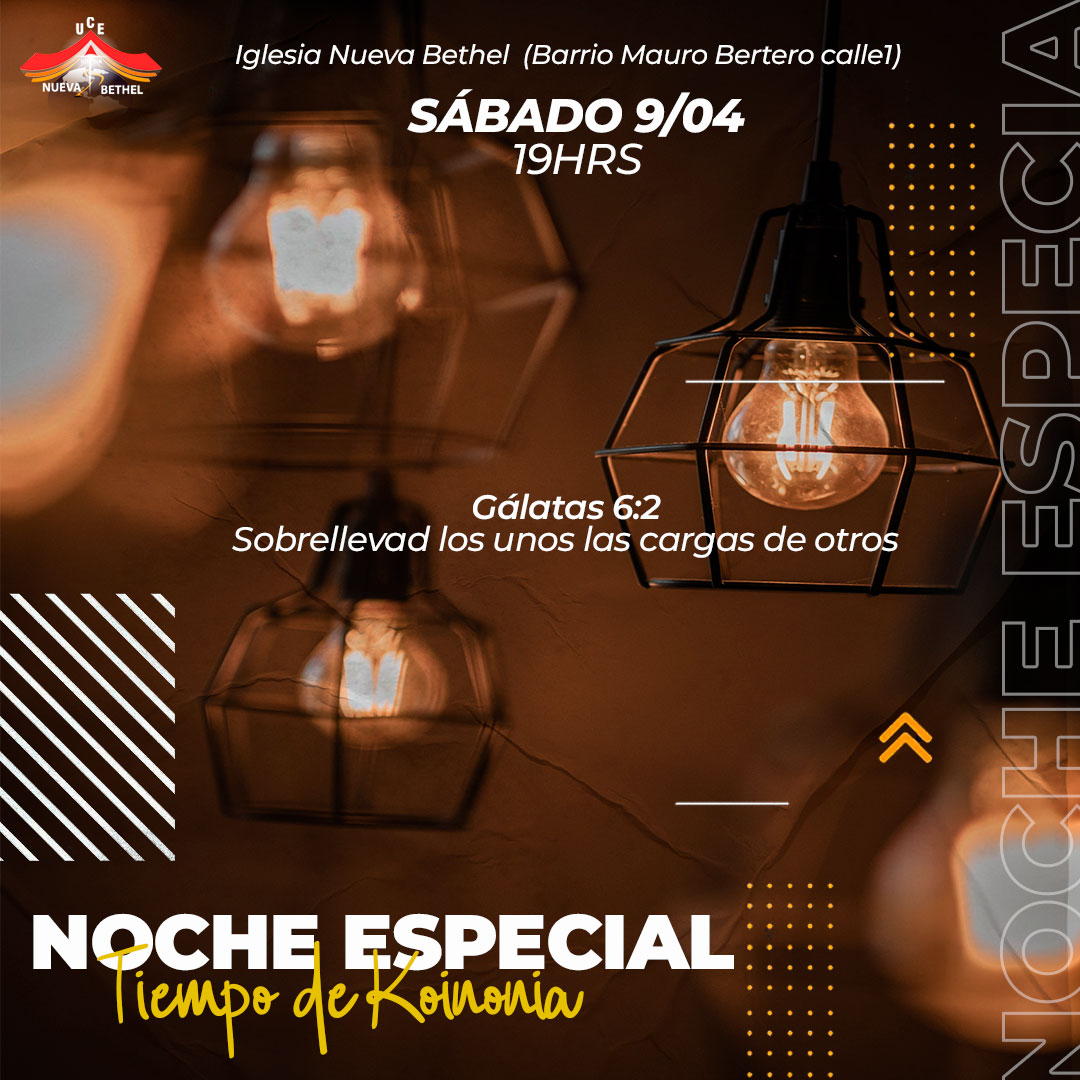 UCE
NUEVA BETHEL
Iglesia Nueva Bethel (Barrio Mauro Bertero calle1)
SÁBADO 9/04
19HRS
Gálatas 6:2
Sobrellevad los unos las cargas de otros
NOCHE ESPECIAL
Tiempo de Koinonia
NOCHE ESPECIA